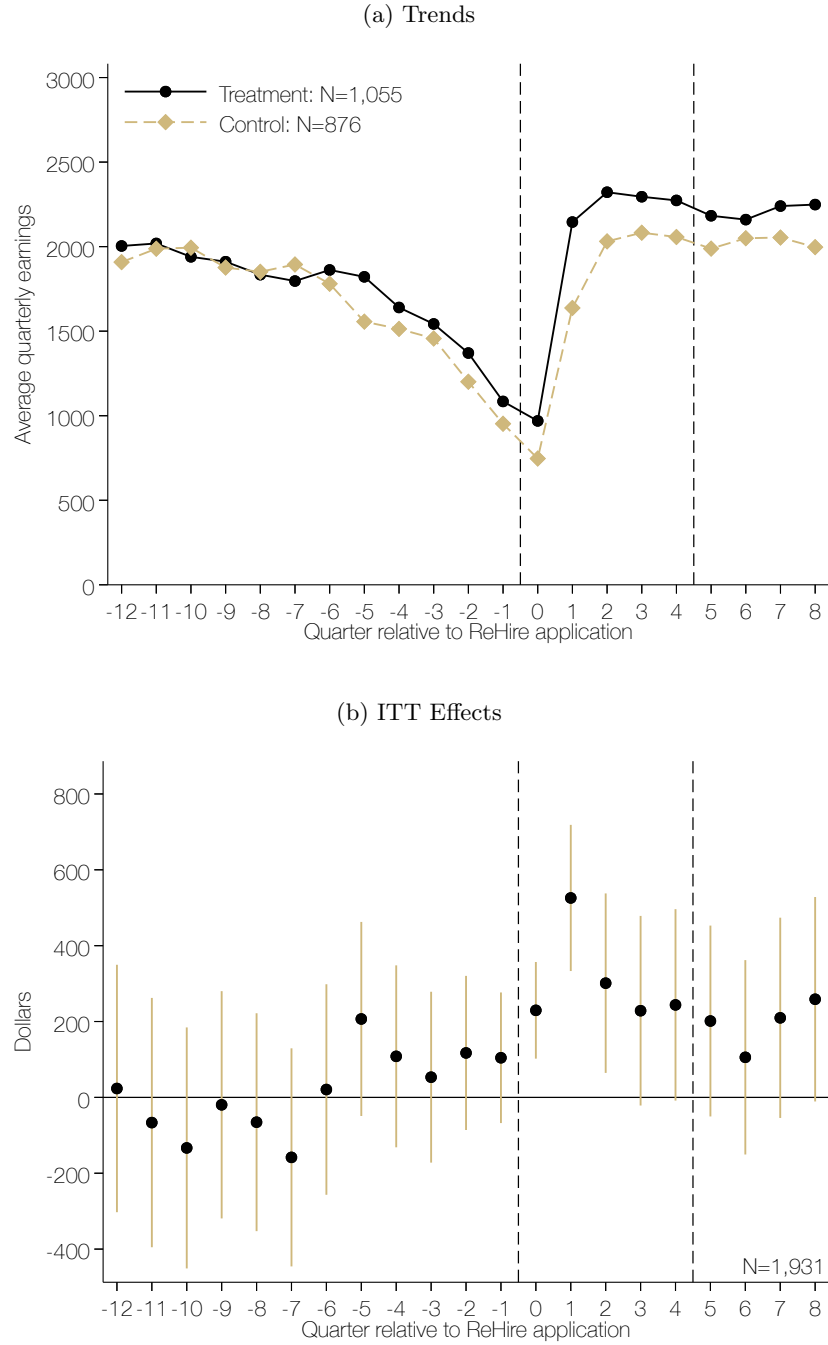 (a) Trends
3000
2500
2000
1500
1000
500
0
Average quarterly earnings
Treatment: N=1,055
Control: N=876
-12 -11 -10 -9 -8 -7 -6 -5 -4 -3 -2 -1 0 1 2 3 4 5 6 7 8
Quarter relative to ReHire application
(b) ITT Effects
800
600
400
200
0
-200
-400
Dollars
N=1,931
-12 -11 -10 -9 -8 -7 -6 -5 -4 -3 -2 -1 0 1 2 3 4 5 6 7 8
Quarter relative to ReHire application